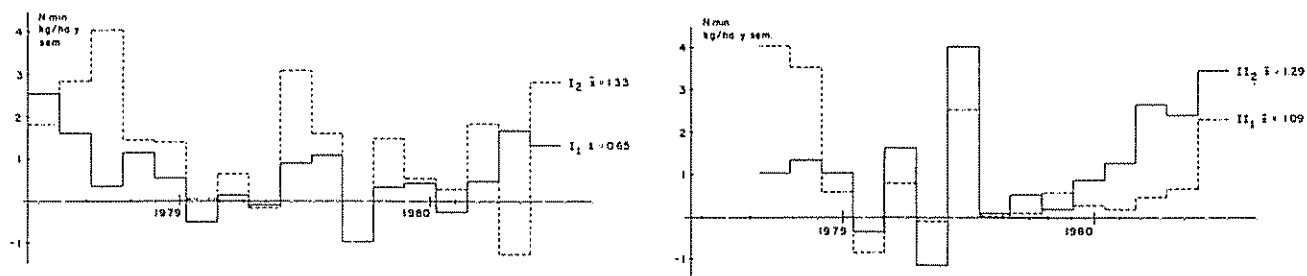 N min
kg/ha y
sem
4
3
2
1
-1
1979
1980
I2 x̄ = 1.33
I1 x̄ = 0.65
N min
kg/ha y
sem.
4
3
2
1
-1
1979
1980
II2 x̄ = 1.29
II1 x̄ = 1.09